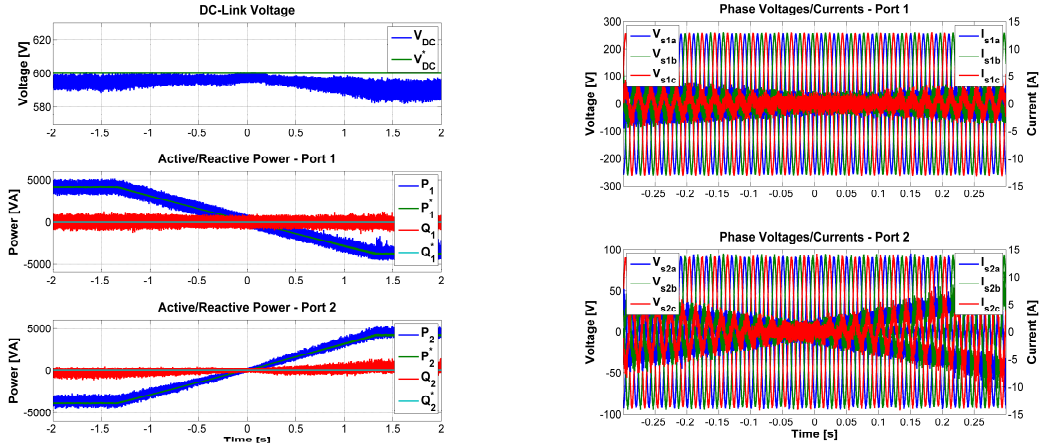 DC-Link Voltage
Voltage [V]
620
600
580
V_DC
V*_DC
-2 -1.5 -1 -0.5 0 0.5 1 1.5 2
Active/Reactive Power - Port 1
Power [VA]
5000
0
-5000
P_1
P*_1
Q_1
Q*_1
-2 -1.5 -1 -0.5 0 0.5 1 1.5 2
Active/Reactive Power - Port 2
Power [VA]
5000
0
-5000
P_2
P*_2
Q_2
Q*_2
-2 -1.5 -1 -0.5 0 0.5 1 1.5 2
Time [s]
Phase Voltages/Currents - Port 1
Voltage [V]
300
200
100
0
-100
-200
-300
V_s1a
V_s1b
V_s1c
I_s1a
I_s1b
I_s1c
15
10
5
0
-5
-10
-15
Current [A]
-0.25 -0.2 -0.15 -0.1 -0.05 0 0.05 0.1 0.15 0.2 0.25
Phase Voltages/Currents - Port 2
Voltage [V]
100
50
0
-50
-100
V_s2a
V_s2b
V_s2c
I_s2a
I_s2b
I_s2c
15
10
5
0
-5
-10
-15
Current [A]
-0.25 -0.2 -0.15 -0.1 -0.05 0 0.05 0.1 0.15 0.2 0.25
Time [s]